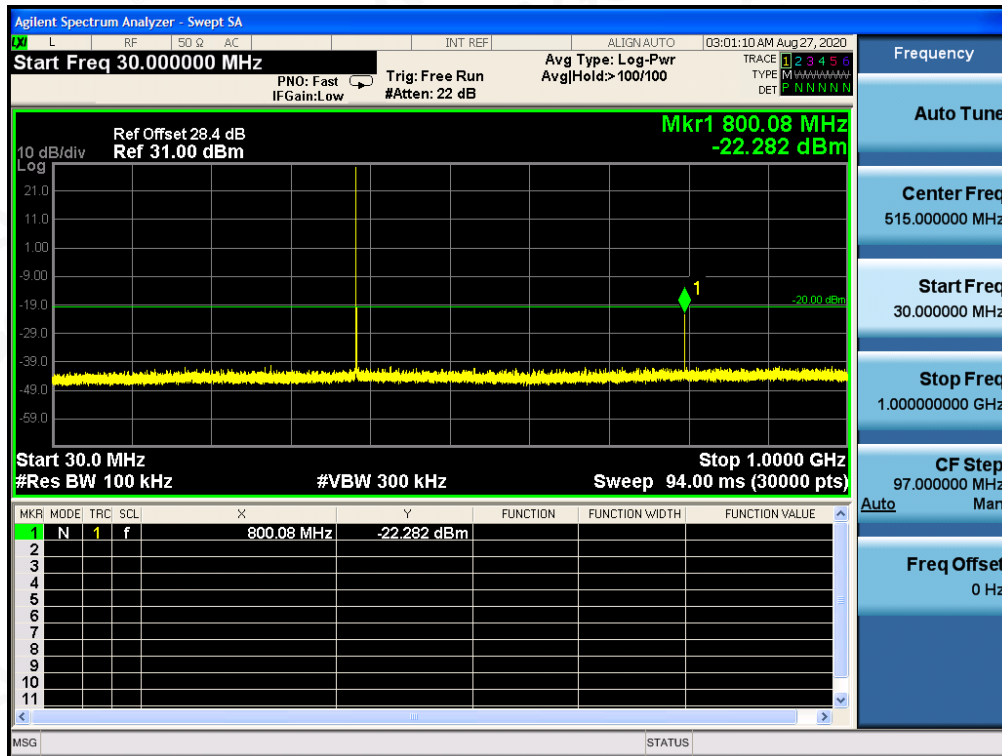 Agilent Spectrum Analyzer - Swept SA
LXI L RF 50 Ω AC INT REF ALIGN AUTO 03:01:10 AM Aug 27, 2020
Start Freq 30.000000 MHz
PNO: Fast
IFGain:Low
Trig: Free Run
#Atten: 22 dB
Avg Type: Log-Pwr
Avg|Hold:>100/100
TRACE 1 2 3 4 5 6
TYPE M
DET P N N N N N
Mkr1 800.08 MHz
-22.282 dBm
Ref Offset 28.4 dB
10 dB/div Ref 31.00 dBm
Log
21.0
11.0
1.00
-9.00
-19.0
-29.0
-39.0
-49.0
-59.0
1
-20.00 dBm
Start 30.0 MHz Stop 1.0000 GHz
#Res BW 100 kHz #VBW 300 kHz Sweep 94.00 ms (30000 pts)
MKR MODE TRC SCL X Y FUNCTION FUNCTION WIDTH FUNCTION VALUE
1 N 1 f 800.08 MHz -22.282 dBm
2
3
4
5
6
7
8
9
10
11
MSG STATUS
Frequency
Auto Tune
Center Freq
515.000000 MHz
Start Freq
30.000000 MHz
Stop Freq
1.000000000 GHz
CF Step
97.000000 MHz
Auto Man
Freq Offset
0 Hz